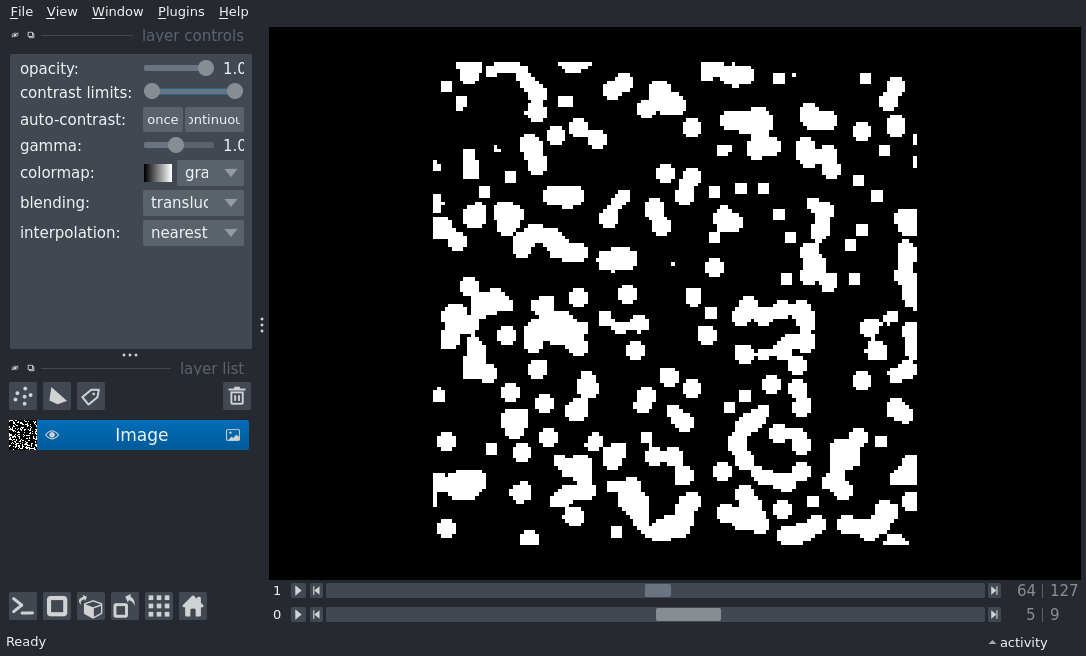 File View Window Plugins Help
layer controls
opacity: 1.0
contrast limits:
auto-contrast: once ontinuou
gamma: 1.0
colormap: gra
blending: transluc
interpolation: nearest
layer list
Image
1 64 127
0 5 9
Ready activity